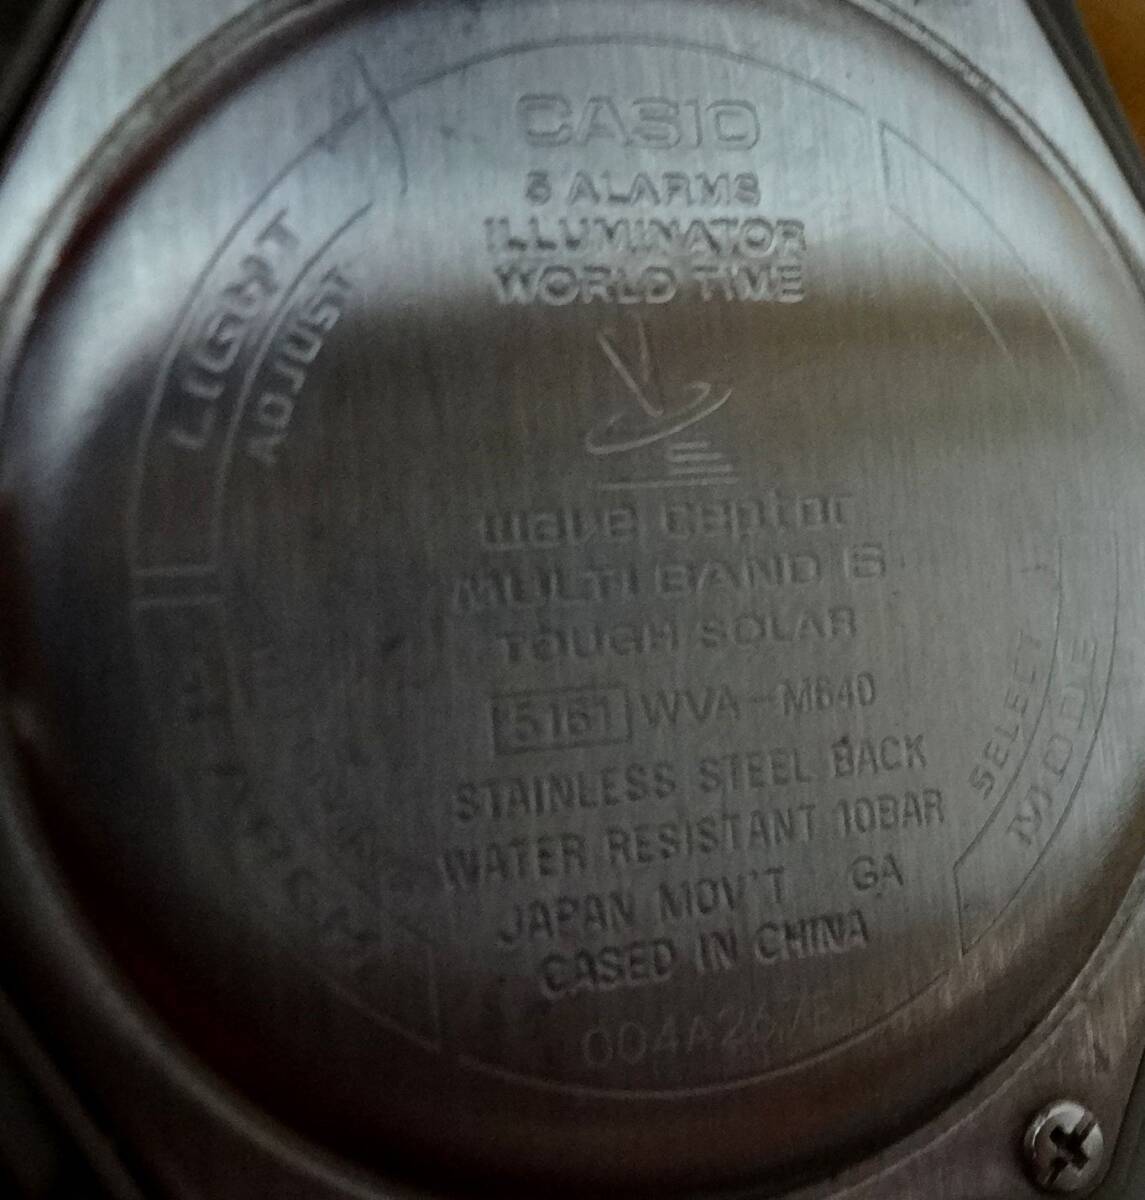 CASIO
5 ALARMS
ILLUMINATOR
WORLD TIME
LIGHT
ADJUST
wave ceptor
MULTI BAND 6
TOUGH SOLAR
5161 WVA-M640
STAINLESS STEEL BACK
WATER RESISTANT 10BAR
JAPAN MOV'T GA
CASED IN CHINA
SELECT
MODE